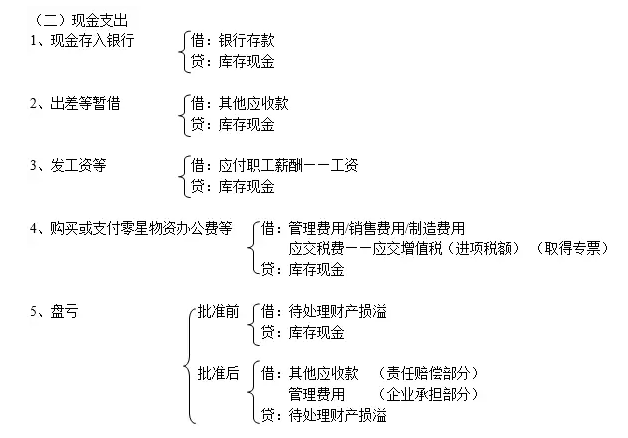 （二）现金支出
1、现金存入银行 借：银行存款
贷：库存现金
2、出差等暂借 借：其他应收款
贷：库存现金
3、发工资等 借：应付职工薪酬——工资
贷：库存现金
4、购买或支付零星物资办公费等 借：管理费用/销售费用/制造费用
应交税费——应交增值税（进项税额）（取得专票）
贷：库存现金
5、盘亏 批准前 借：待处理财产损溢
贷：库存现金
批准后 借：其他应收款 （责任赔偿部分）
管理费用 （企业承担部分）
贷：待处理财产损溢